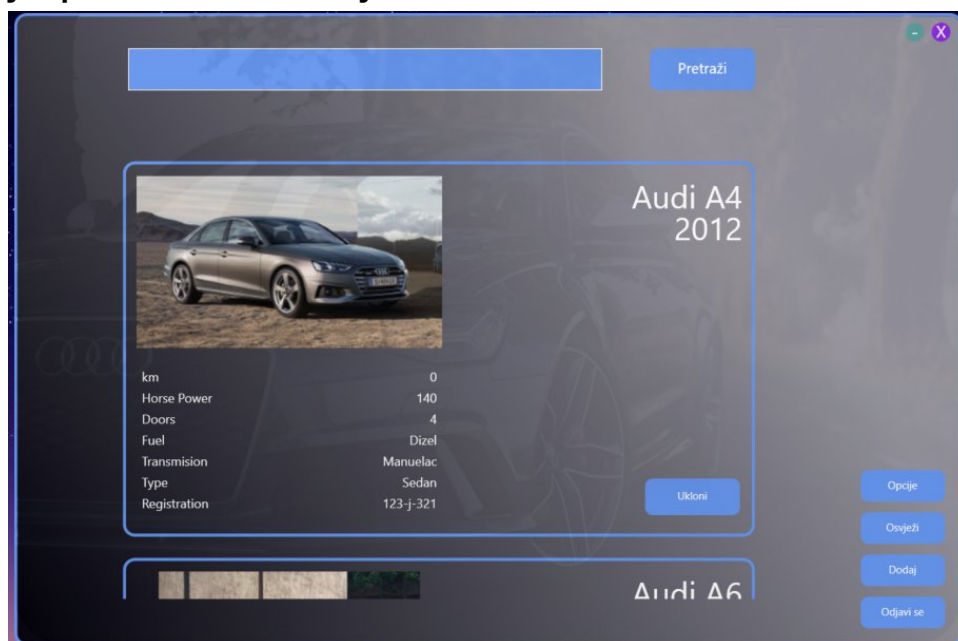 - X
Pretraži
Audi A4
2012
km 0
Horse Power 140
Doors 4
Fuel Dizel
Transmision Manuelac
Type Sedan
Registration 123-j-321
Ukloni
Audi A6
Opcije
Osvježi
Dodaj
Odjavi se